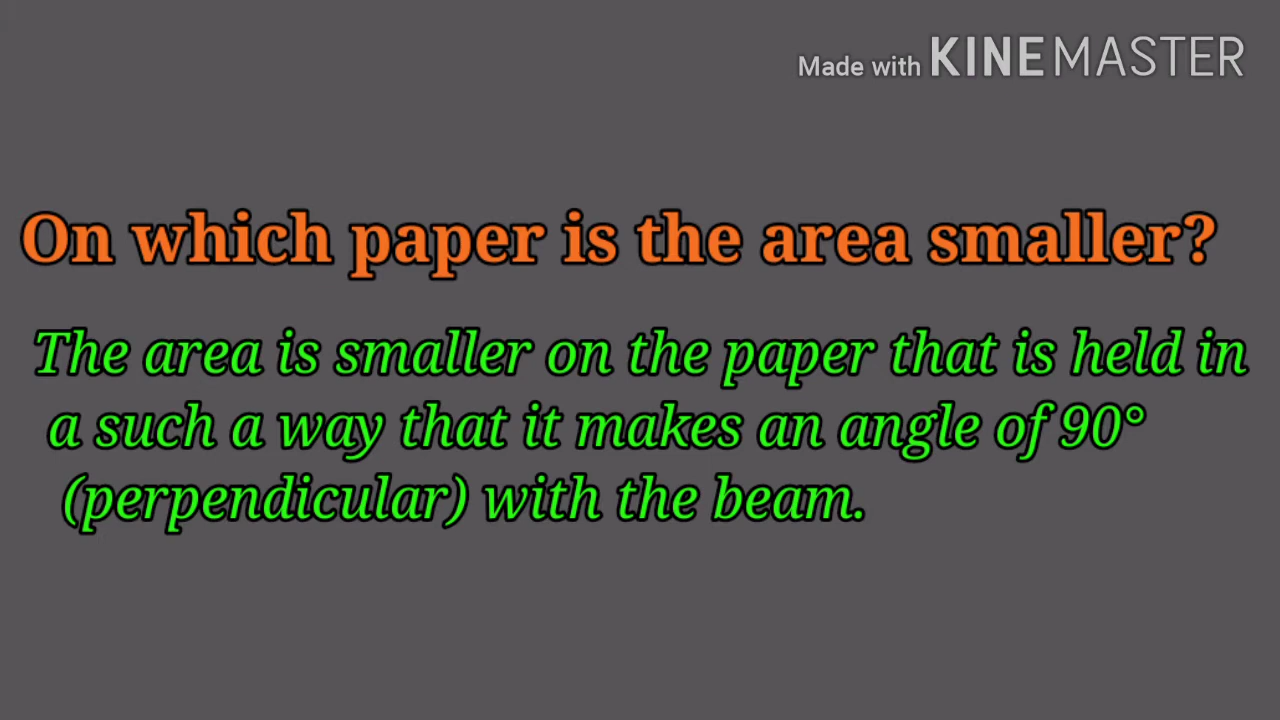 Made with KINEMASTER
On which paper is the area smaller?
The area is smaller on the paper that is held in
a such a way that it makes an angle of 90°
(perpendicular) with the beam.